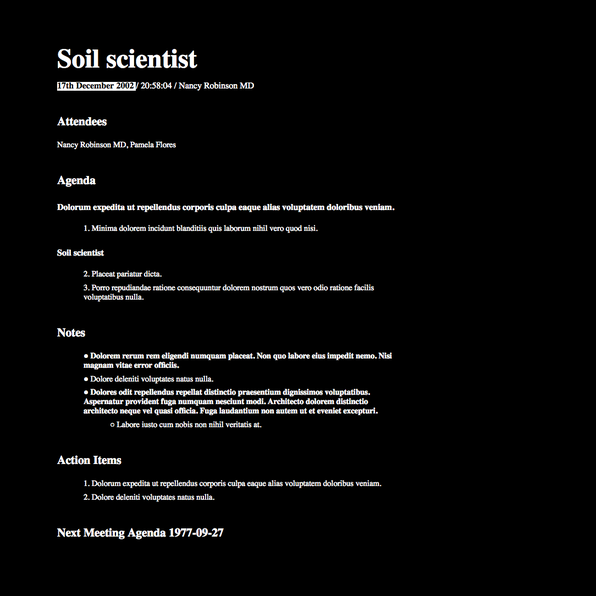 Soil scientist
17th December 2002 / 20:58:04 / Nancy Robinson MD
Attendees
Nancy Robinson MD, Pamela Flores
Agenda
Dolorum expedita ut repellendus corporis culpa eaque alias voluptatem doloribus veniam.
1. Minima dolorem incidunt blanditiis quis laborum nihil vero quod nisi.
Soil scientist
2. Placeat pariatur dicta.
3. Porro repudiandae ratione consequuntur dolorem nostrum quos vero odio ratione facilis
voluptatibus nulla.
Notes
● Dolorem rerum rem eligendi numquam placeat. Non quo labore eius impedit nemo. Nisi
magnam vitae error officiis.
● Dolore deleniti voluptates natus nulla.
● Dolores odit repellendus repellat distinctio praesentium dignissimos voluptatibus.
Aspernatur provident fuga numquam nesciunt modi. Architecto dolorem distinctio
architecto neque vel quasi officia. Fuga laudantium non autem ut et eveniet excepturi.
○ Labore iusto cum nobis non nihil veritatis at.
Action Items
1. Dolorum expedita ut repellendus corporis culpa eaque alias voluptatem doloribus veniam.
2. Dolore deleniti voluptates natus nulla.
Next Meeting Agenda 1977-09-27